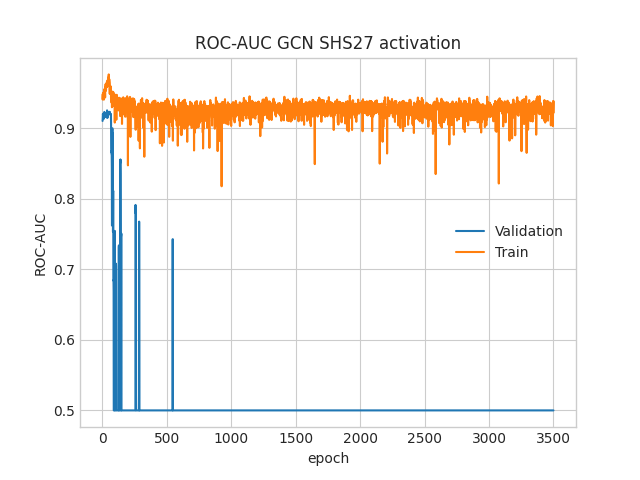 ROC-AUC GCN SHS27 activation
ROC-AUC
0.9
0.8
0.7
0.6
0.5
Validation
Train
0 500 1000 1500 2000 2500 3000 3500
epoch